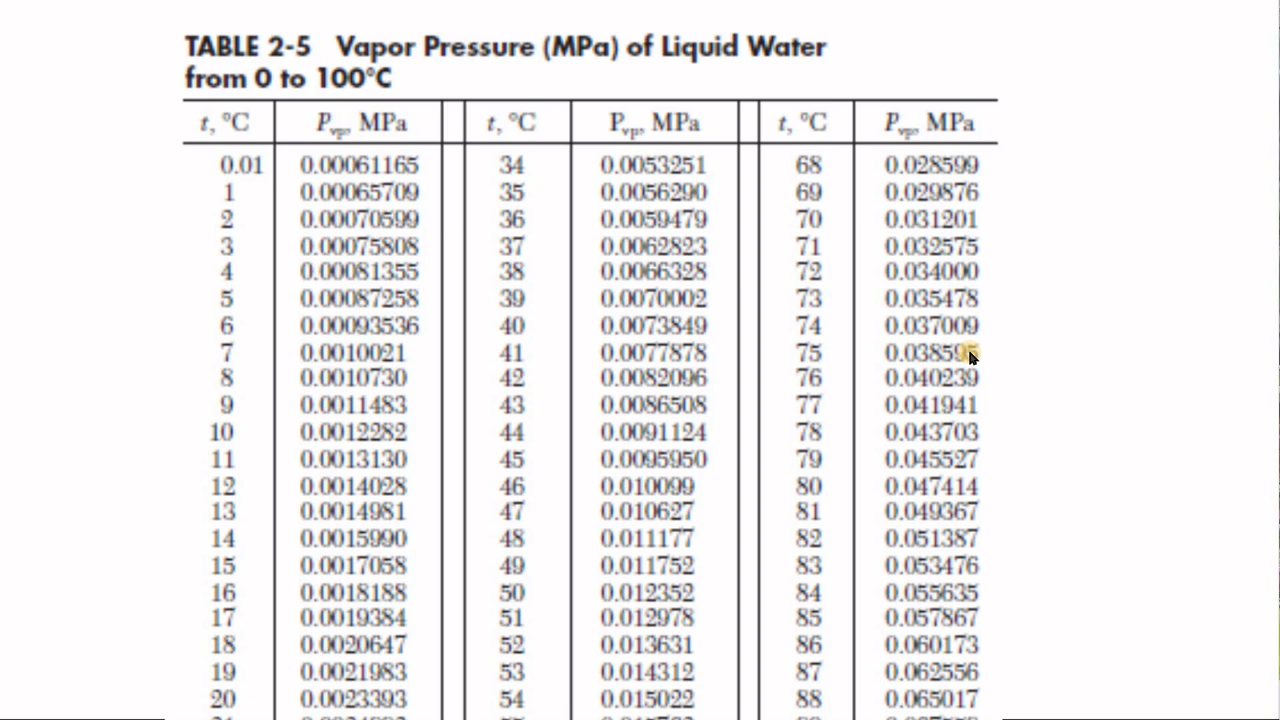 TABLE 2-5 Vapor Pressure (MPa) of Liquid Water
from 0 to 100°C
t, °C Pvp, MPa t, °C Pvp, MPa t, °C Pvp, MPa
0.01 0.00061165 34 0.0053251 68 0.028599
1 0.00065709 35 0.0056290 69 0.029876
2 0.00070599 36 0.0059479 70 0.031201
3 0.00075808 37 0.0062823 71 0.032575
4 0.00081355 38 0.0066328 72 0.034000
5 0.00087258 39 0.0070002 73 0.035478
6 0.00093536 40 0.0073849 74 0.037009
7 0.0010021 41 0.0077878 75 0.038595
8 0.0010730 42 0.0082096 76 0.040239
9 0.0011483 43 0.0086508 77 0.041941
10 0.0012282 44 0.0091124 78 0.043703
11 0.0013130 45 0.0095950 79 0.045527
12 0.0014028 46 0.010099 80 0.047414
13 0.0014981 47 0.010627 81 0.049367
14 0.0015990 48 0.011177 82 0.051387
15 0.0017058 49 0.011752 83 0.053476
16 0.0018188 50 0.012352 84 0.055635
17 0.0019384 51 0.012978 85 0.057867
18 0.0020647 52 0.013631 86 0.060173
19 0.0021983 53 0.014312 87 0.062556
20 0.0023393 54 0.015022 88 0.065017